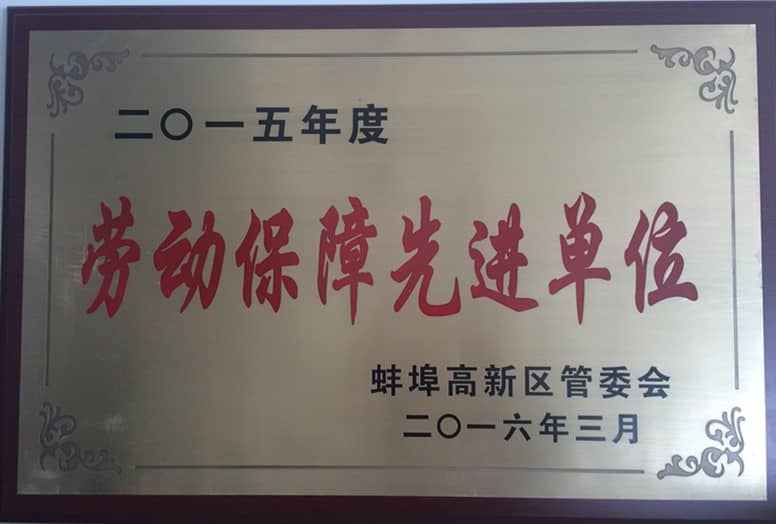 二〇一五年度
劳动保障先进单位
蚌埠高新区管委会
二〇一六年三月